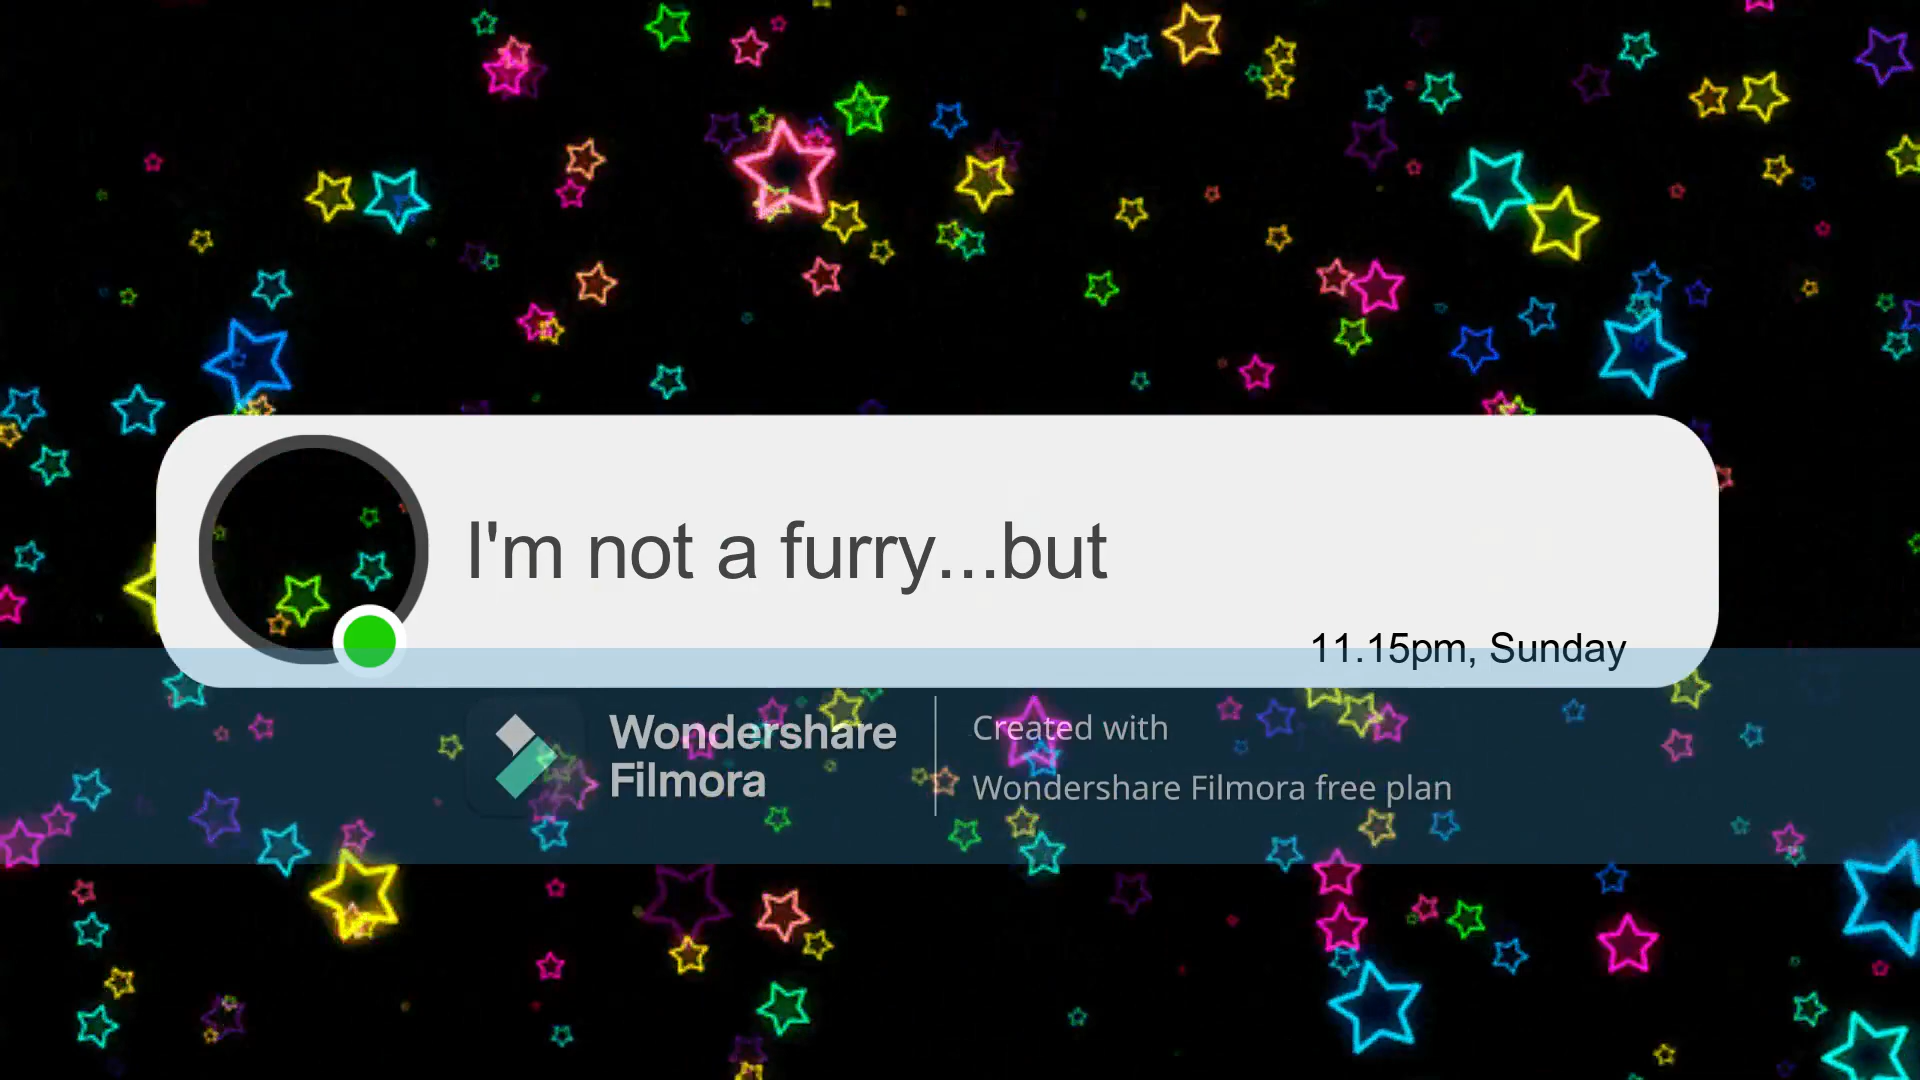 I'm not a furry...but
11.15pm, Sunday
Wondershare
Filmora
Created with
Wondershare Filmora free plan